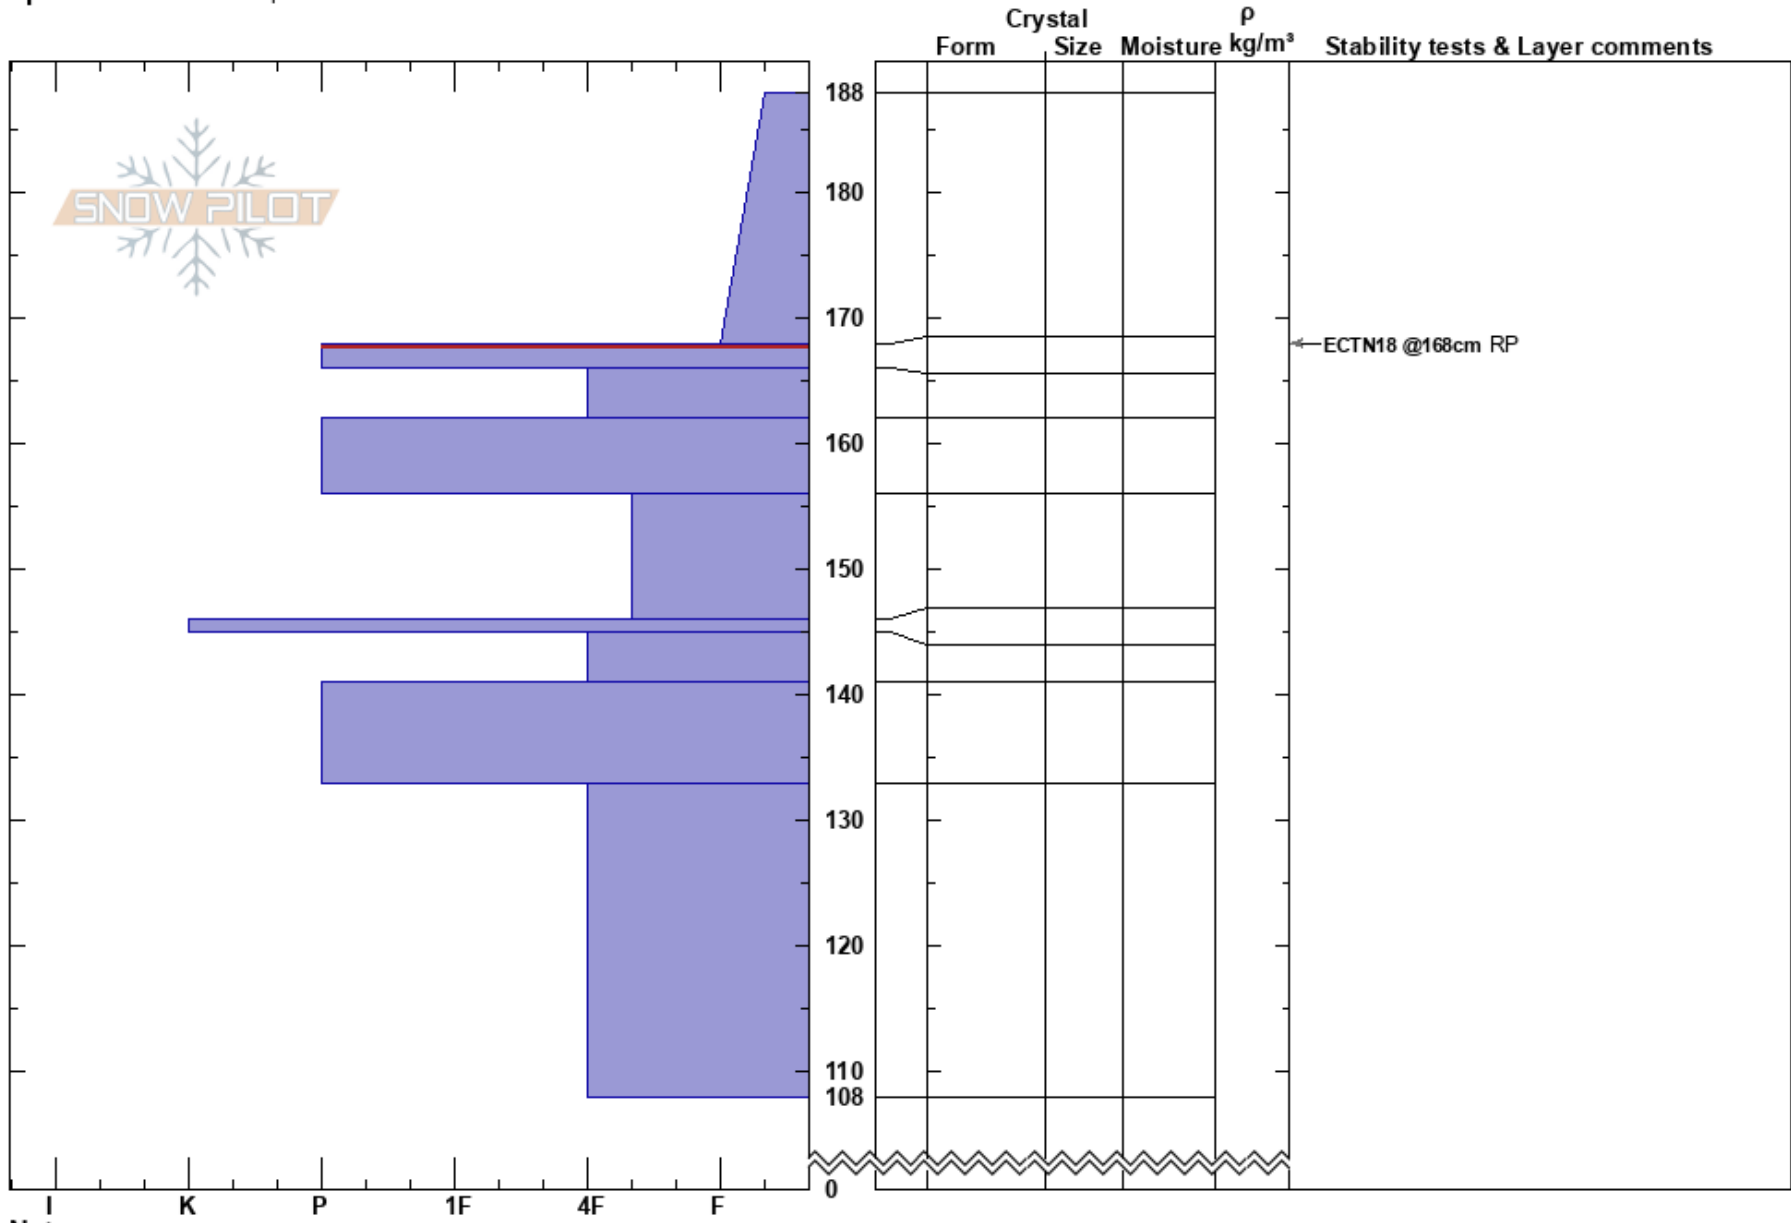 Crystal ρ
Form Size Moisture kg/m³ Stability tests & Layer comments
188
SNOW PILOT
180
170
ECTN18 @168cm RP
160
150
140
130
120
110
108
0
I K P 1F 4F F